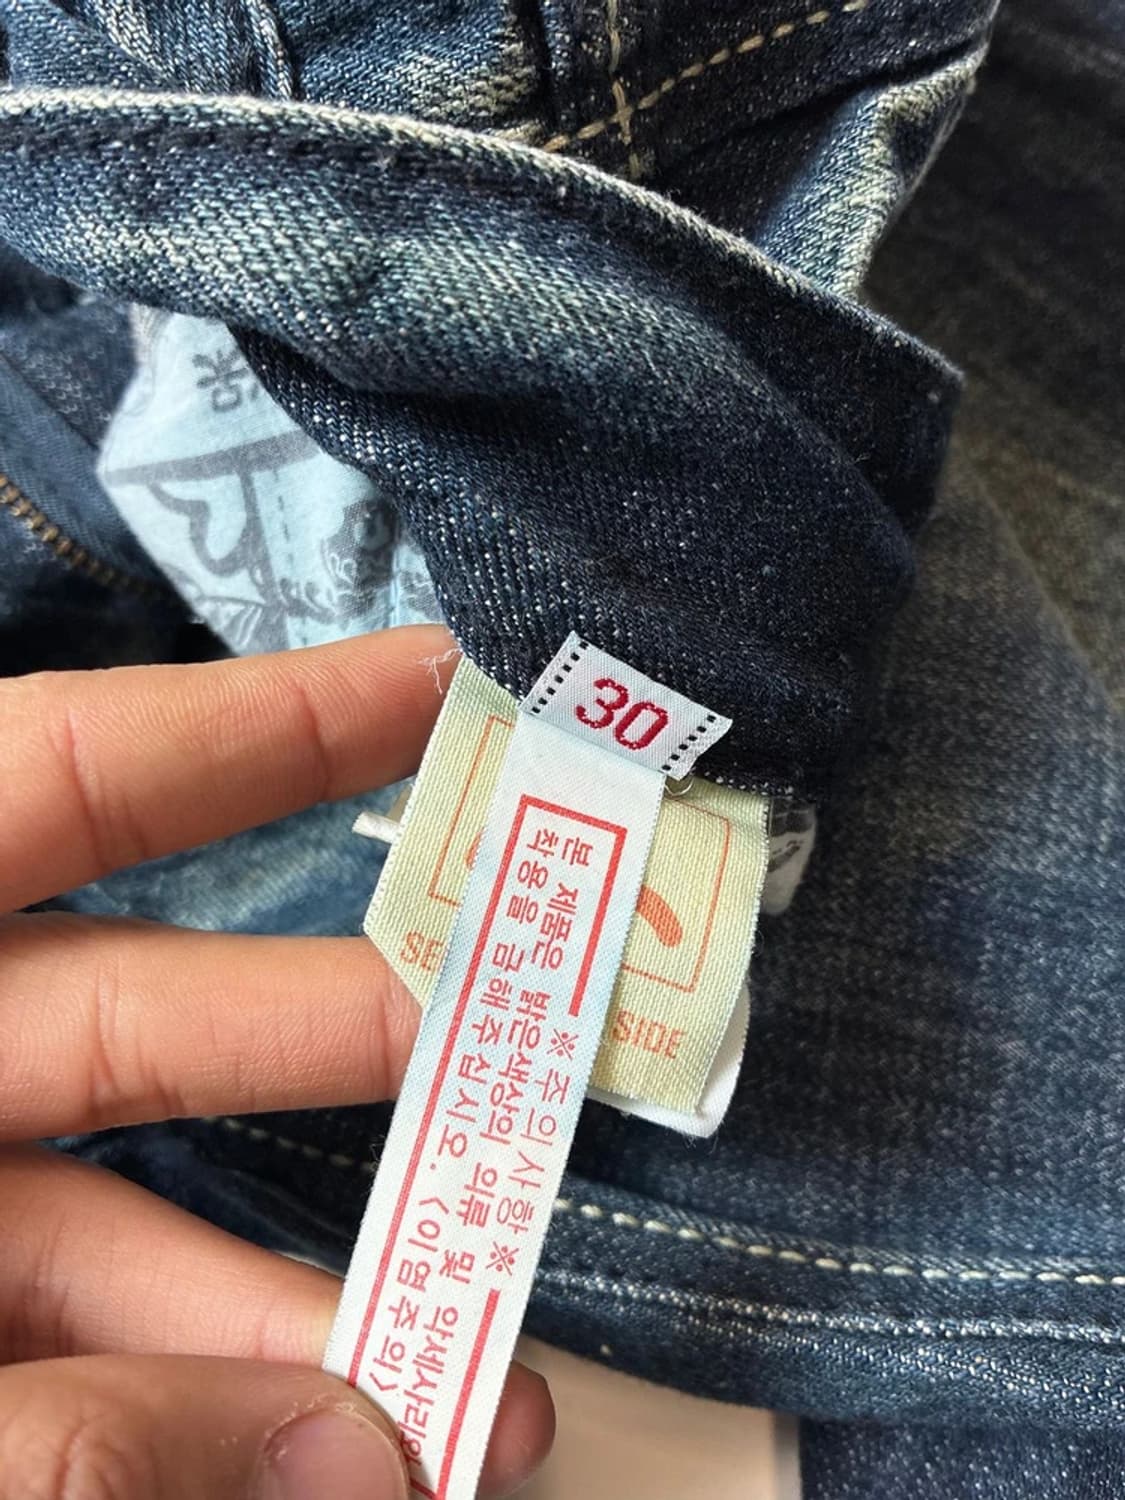 30
※주의사항※
본 제품은 밝은색상의 의류 및 악세사리와
착용을 금해주십시오. <이염주의>
SIDE